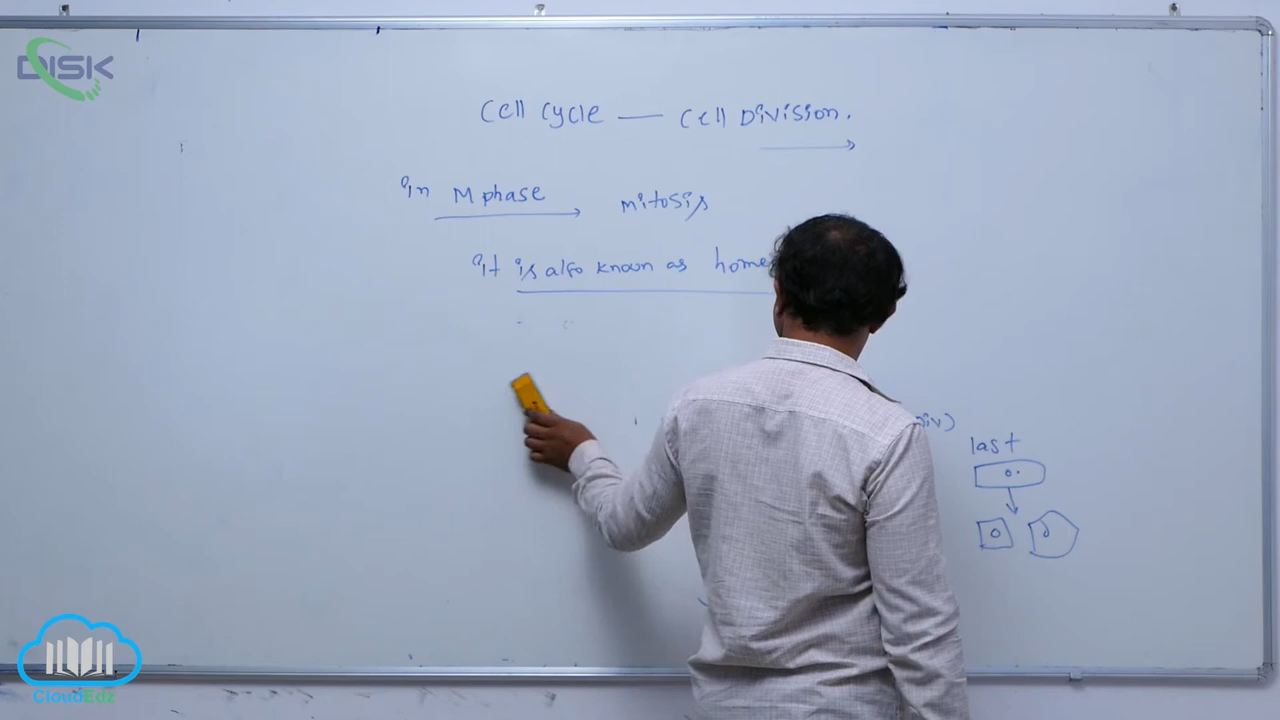 DISK
Cell Cycle — Cell Division.
in M phase → mitosis
it is also known as home
last
CloudEdz